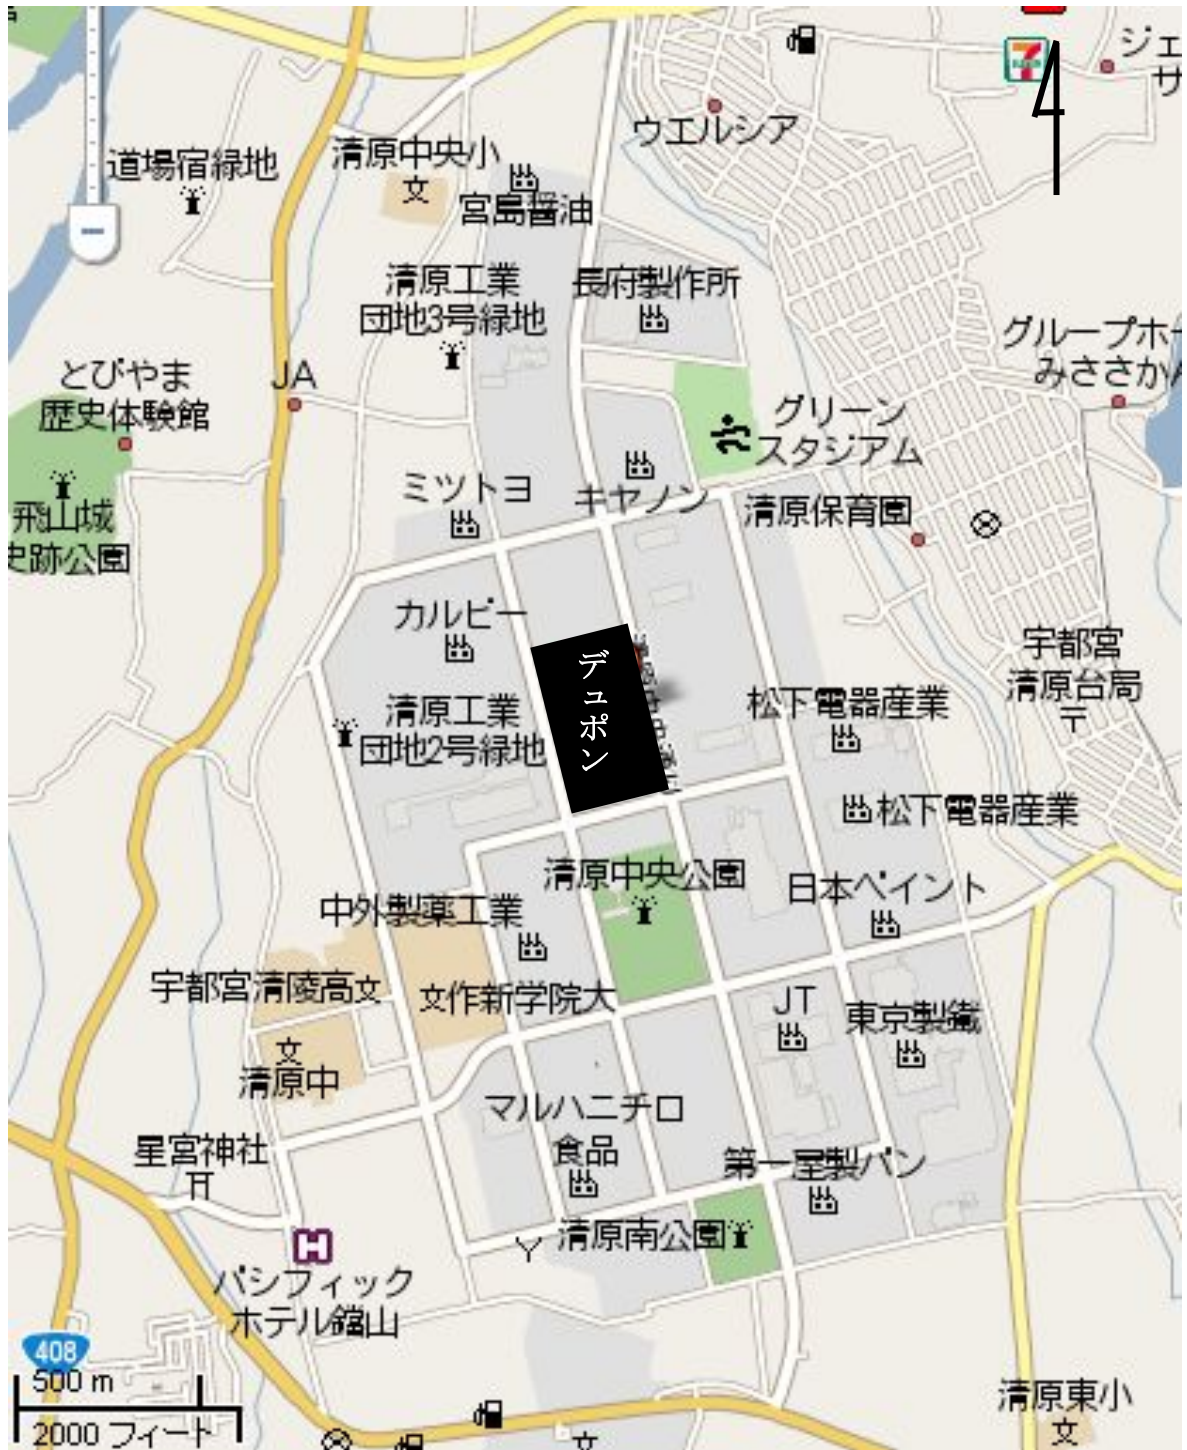 ジェ
サ
ウエルシア
清原中央小
文
道場宿緑地
宮島醤油
清原工業
団地3号緑地
長府製作所
グループホー
みささか
とびやま
歴史体験館
JA
グリーン
スタジアム
ミツトヨ
キヤノン
清原保育園
飛山城
史跡公園
カルビー
デュポン
宇都宮
清原台局
〒
清原工業
団地2号緑地
松下電器産業
松下電器産業
清原中央公園
日本ペイント
中外製薬工業
宇都宮清陵高文
文作新学院大
JT
東京製鐵
文
清原中
マルハニチロ
食品
星宮神社
第一屋製パン
清原南公園
H
パシフィック
ホテル鐺山
408
500 m
2000 フィート
清原東小
文
文